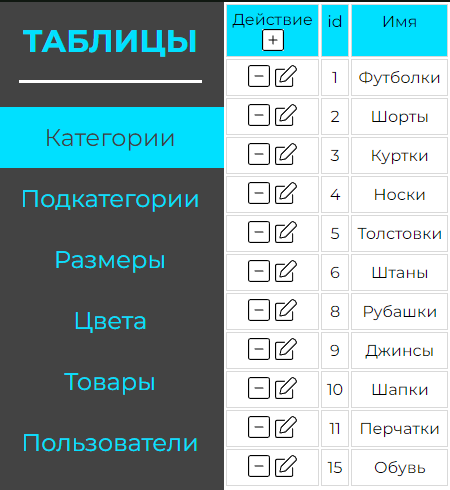 ТАБЛИЦЫ
Категории
Подкатегории
Размеры
Цвета
Товары
Пользователи
Действие id Имя
1 Футболки
2 Шорты
3 Куртки
4 Носки
5 Толстовки
6 Штаны
8 Рубашки
9 Джинсы
10 Шапки
11 Перчатки
15 Обувь